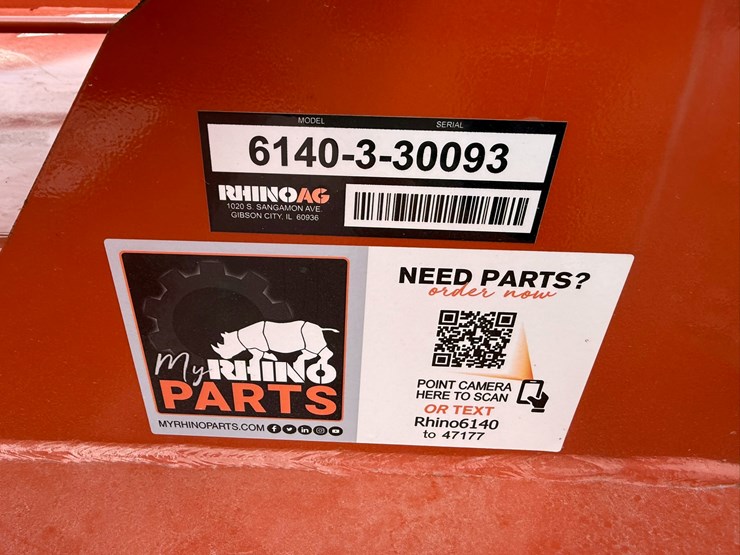 MODEL SERIAL
6140-3-30093
RHINOAG
1020 S. SANGAMON AVE.
GIBSON CITY, IL 60936
My RHINO
PARTS
MYRHINOPARTS.COM
NEED PARTS?
order now
POINT CAMERA
HERE TO SCAN
OR TEXT
Rhino6140
to 47177